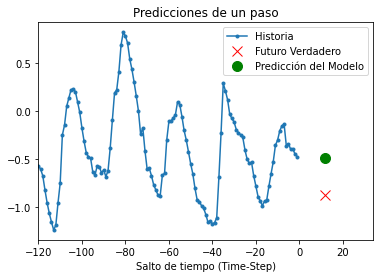 Predicciones de un paso
Historia
Futuro Verdadero
Predicción del Modelo
0.5
0.0
−0.5
−1.0
−120 −100 −80 −60 −40 −20 0 20
Salto de tiempo (Time-Step)